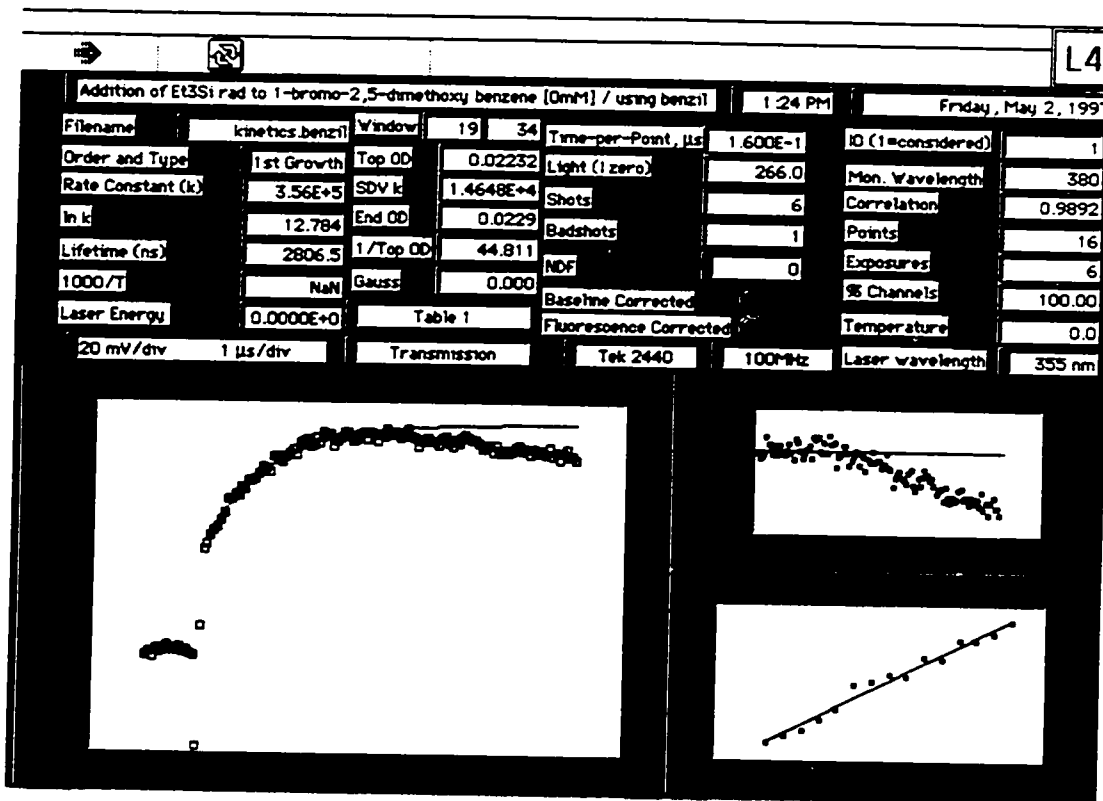 L4
Addition of Et3Si rad to 1-bromo-2,5-dimethoxy benzene [0mM] / using benzil
1:24 PM
Friday, May 2, 1997
Filename kinetics.benzil
Order and Type 1st Growth
Rate Constant (k) 3.56E+5
ln k 12.784
Lifetime (ns) 2806.5
1000/T NaN
Laser Energy 0.0000E+0
20 mV/div 1 µs/div
Window 19 34
Top OD 0.02232
SDV k 1.4648E+4
End OD 0.0229
1/Top OD 44.811
Gauss 0.000
Table 1
Transmission
Time-per-Point, µs 1.600E-1
Light (I zero) 266.0
Shots 6
Badshots 1
NDF 0
Baseline Corrected
Fluorescence Corrected
Tek 2440 100MHz
IO (1=considered) 1
Mon. Wavelength 380
Correlation 0.9892
Points 16
Exposures 6
% Channels 100.00
Temperature 0.0
Laser wavelength 355 nm